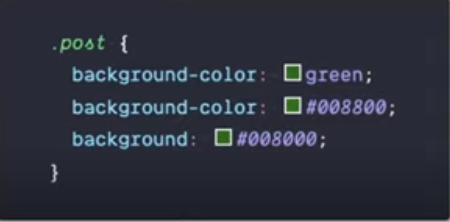 .post {
background-color: green;
background-color: #008800;
background: #008000;
}